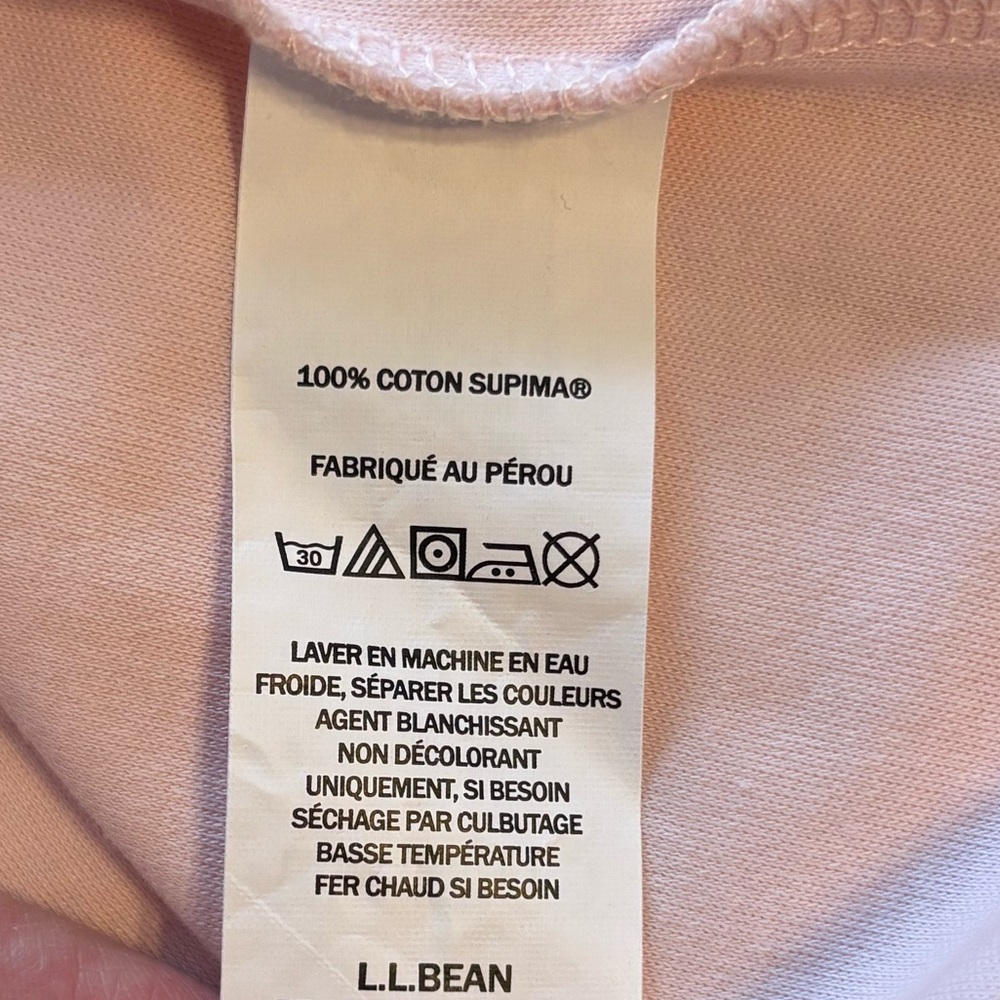 100% COTON SUPIMA®
FABRIQUÉ AU PÉROU
30
LAVER EN MACHINE EN EAU
FROIDE, SÉPARER LES COULEURS
AGENT BLANCHISSANT
NON DÉCOLORANT
UNIQUEMENT, SI BESOIN
SÉCHAGE PAR CULBUTAGE
BASSE TEMPÉRATURE
FER CHAUD SI BESOIN
L.L.BEAN